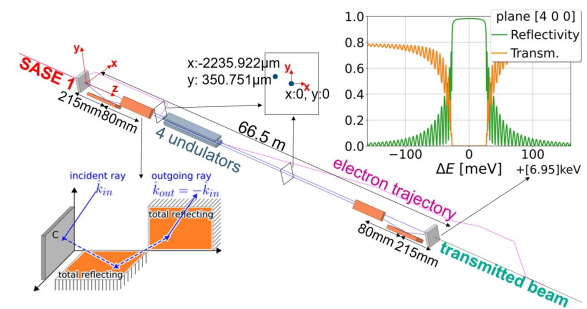 SASE 1
y
x
z
215mm
80mm
x:-2235.922µm
y: 350.751µm
y
x
x:0, y:0
4 undulators
66.5 m
electron trajectory
80mm
215mm
transmitted beam
plane [4 0 0]
Reflectivity
Transm.
1.0
0.8
0.6
0.4
0.2
0.0
−100
0
100
ΔE [meV]
+[6.95]keV
incident ray
k_in
outgoing ray
k_out = −k_in
C
total reflecting
total reflecting